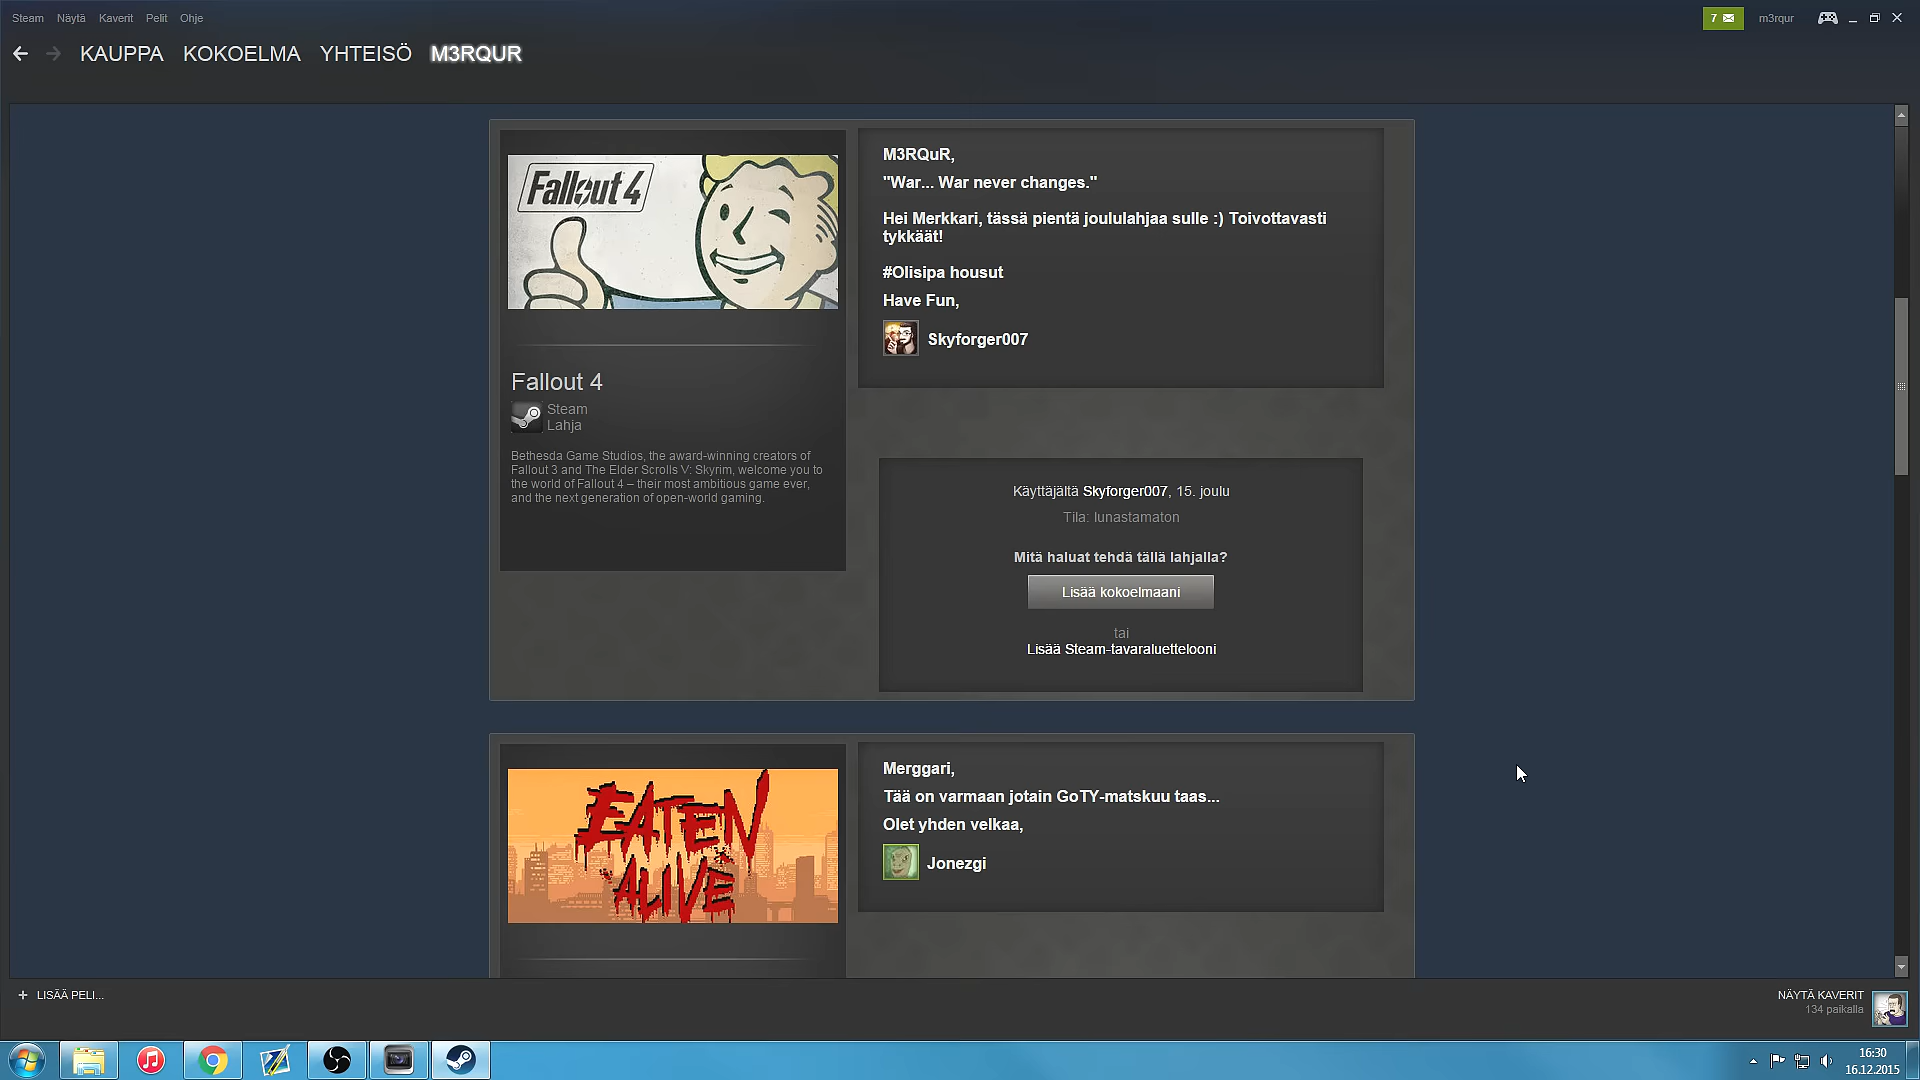 Steam Näytä Kaverit Pelit Ohje
7
m3rqur
KAUPPA KOKOELMA YHTEISÖ M3RQUR
Fallout 4
M3RQuR,
"War... War never changes."
Hei Merkkari, tässä pientä joululahjaa sulle :) Toivottavasti
tykkäät!
#Olisipa housut
Have Fun,
Skyforger007
Fallout 4
Steam
Lahja
Bethesda Game Studios, the award-winning creators of
Fallout 3 and The Elder Scrolls V: Skyrim, welcome you to
the world of Fallout 4 – their most ambitious game ever,
and the next generation of open-world gaming.
Käyttäjältä Skyforger007, 15. joulu
Tila: lunastamaton
Mitä haluat tehdä tällä lahjalla?
Lisää kokoelmaani
tai
Lisää Steam-tavaraluettelooni
EATEN
ALIVE
Merggari,
Tää on varmaan jotain GoTY-matskuu taas...
Olet yhden velkaa,
Jonezgi
+ LISÄÄ PELI...
NÄYTÄ KAVERIT
134 paikalla
16:30
16.12.2015